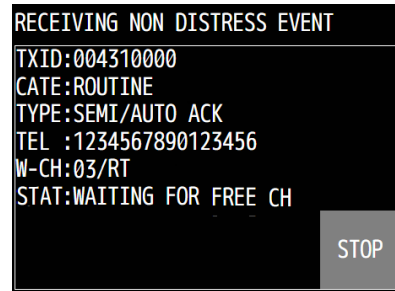 RECEIVING NON DISTRESS EVENT
TXID:004310000
CATE:ROUTINE
TYPE:SEMI/AUTO ACK
TEL :1234567890123456
W-CH:03/RT
STAT:WAITING FOR FREE CH
STOP